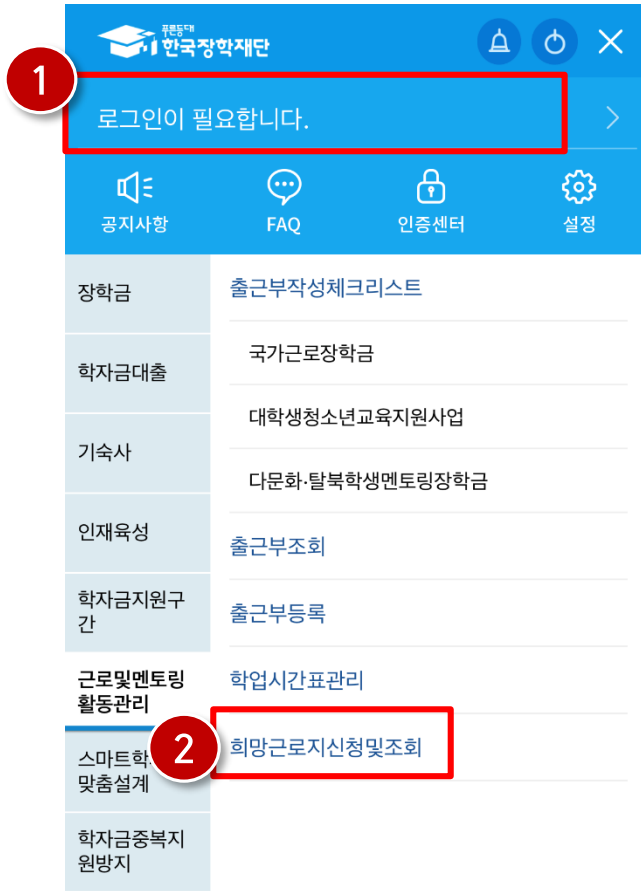 푸른등대
한국장학재단
1
로그인이 필요합니다.
공지사항
FAQ
인증센터
설정
장학금
학자금대출
기숙사
인재육성
학자금지원구
간
근로및멘토링
활동관리
스마트학
맞춤설계
학자금중복지
원방지
출근부작성체크리스트
국가근로장학금
대학생청소년교육지원사업
다문화·탈북학생멘토링장학금
출근부조회
출근부등록
학업시간표관리
2
희망근로지신청및조회